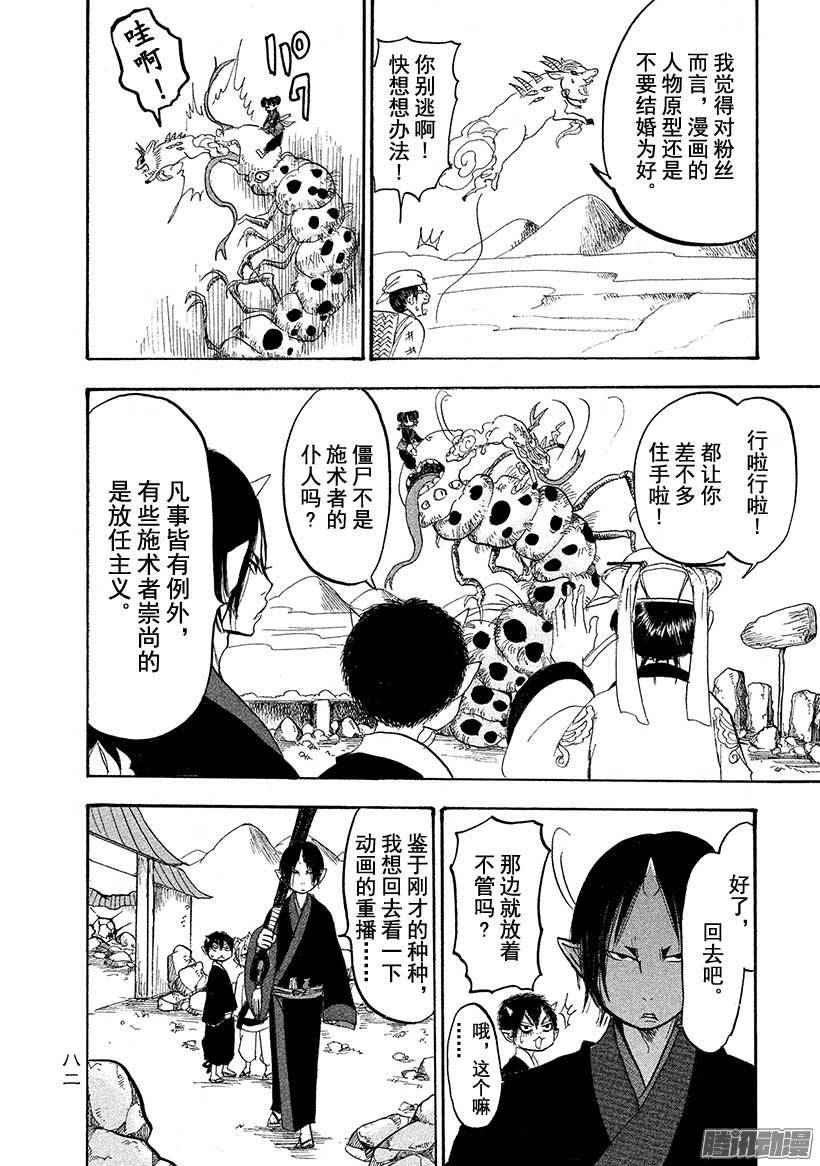 我觉得对粉丝
而言，漫画的
人物原型还是
不要结婚为好。
你别逃啊！
快想想办法！
哇啊！
行啦行啦！
都让你
差不多
住手啦！
僵尸不是
施术者的
仆人吗？
凡事皆有例外，
有些施术者崇尚的
是放任主义。
好了，
回去吧。
那边就放着
不管吗？
哦，这个嘛
……
鉴于刚才的种种，
我想回去看一下
动画的重播
……
八二
腾讯动漫